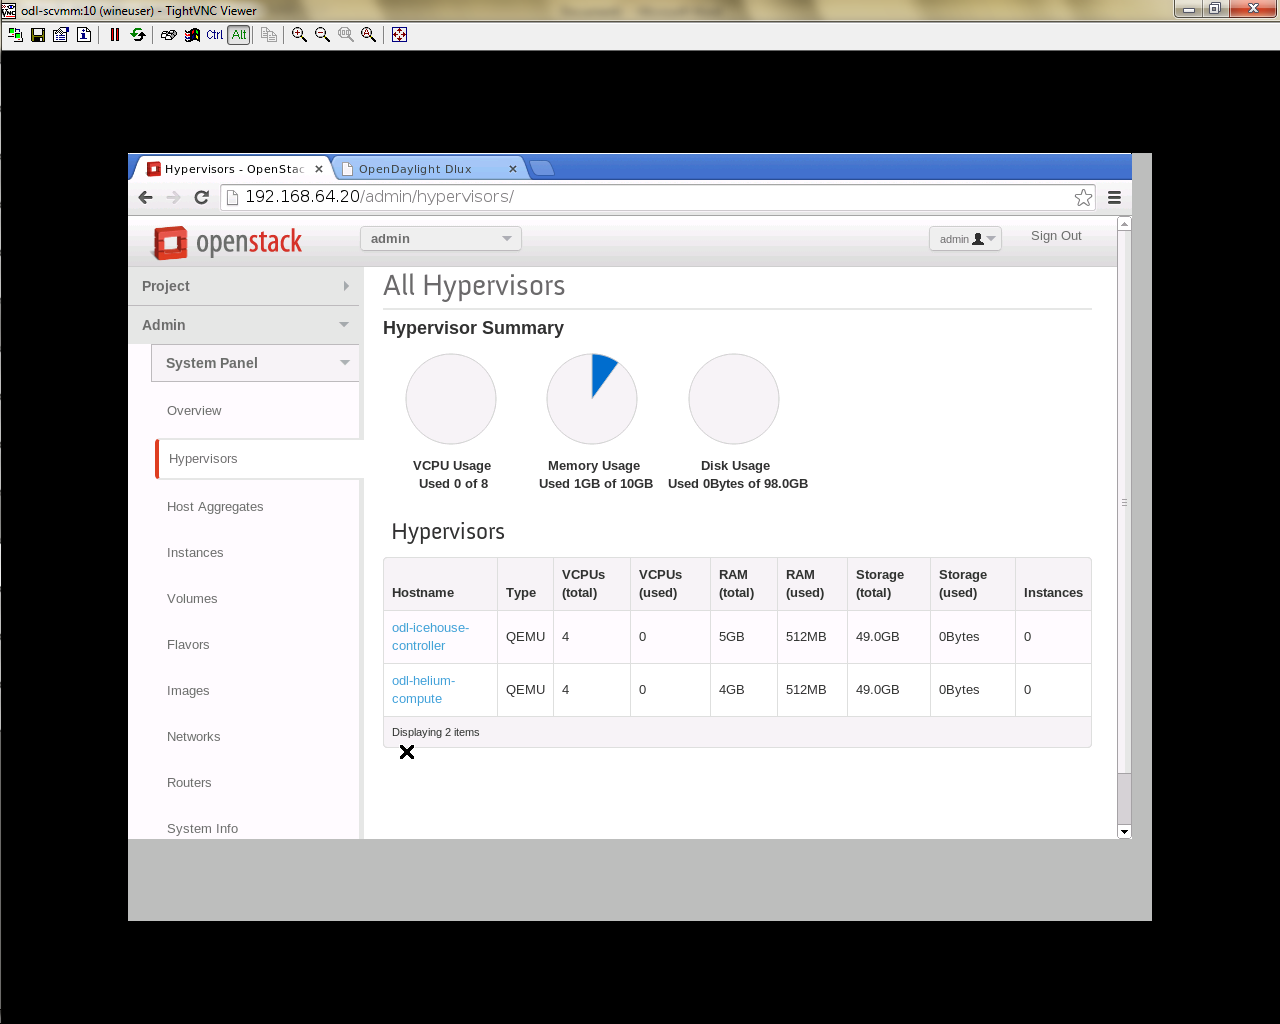 odl-scvmm:10 (wineuser) - TightVNC Viewer
Ctrl Alt
Hypervisors - OpenStac
OpenDaylight Dlux
192.168.64.20/admin/hypervisors/
openstack
admin
admin
Sign Out
Project
Admin
System Panel
Overview
Hypervisors
Host Aggregates
Instances
Volumes
Flavors
Images
Networks
Routers
System Info
All Hypervisors
Hypervisor Summary
VCPU Usage
Used 0 of 8
Memory Usage
Used 1GB of 10GB
Disk Usage
Used 0Bytes of 98.0GB
Hypervisors
Hostname Type VCPUs (total) VCPUs (used) RAM (total) RAM (used) Storage (total) Storage (used) Instances
odl-icehouse-controller QEMU 4 0 5GB 512MB 49.0GB 0Bytes 0
odl-helium-compute QEMU 4 0 4GB 512MB 49.0GB 0Bytes 0
Displaying 2 items